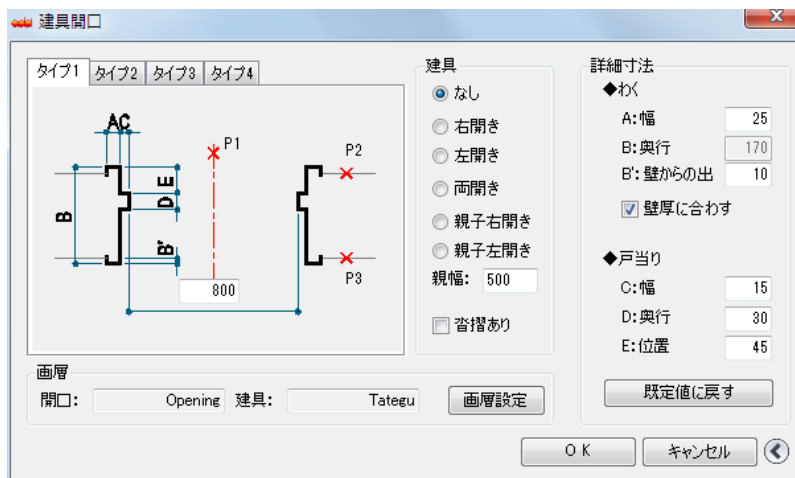 建具開口
タイプ1 タイプ2 タイプ3 タイプ4
AC
P1
P2
E
D
B
B'
P3
800
建具
なし
右開き
左開き
両開き
親子右開き
親子左開き
親幅: 500
沓摺あり
詳細寸法
◆わく
A:幅 25
B:奥行 170
B':壁からの出 10
壁厚に合わす
◆戸当り
C:幅 15
D:奥行 30
E:位置 45
既定値に戻す
画層
開口: Opening 建具: Tategu 画層設定
OK キャンセル